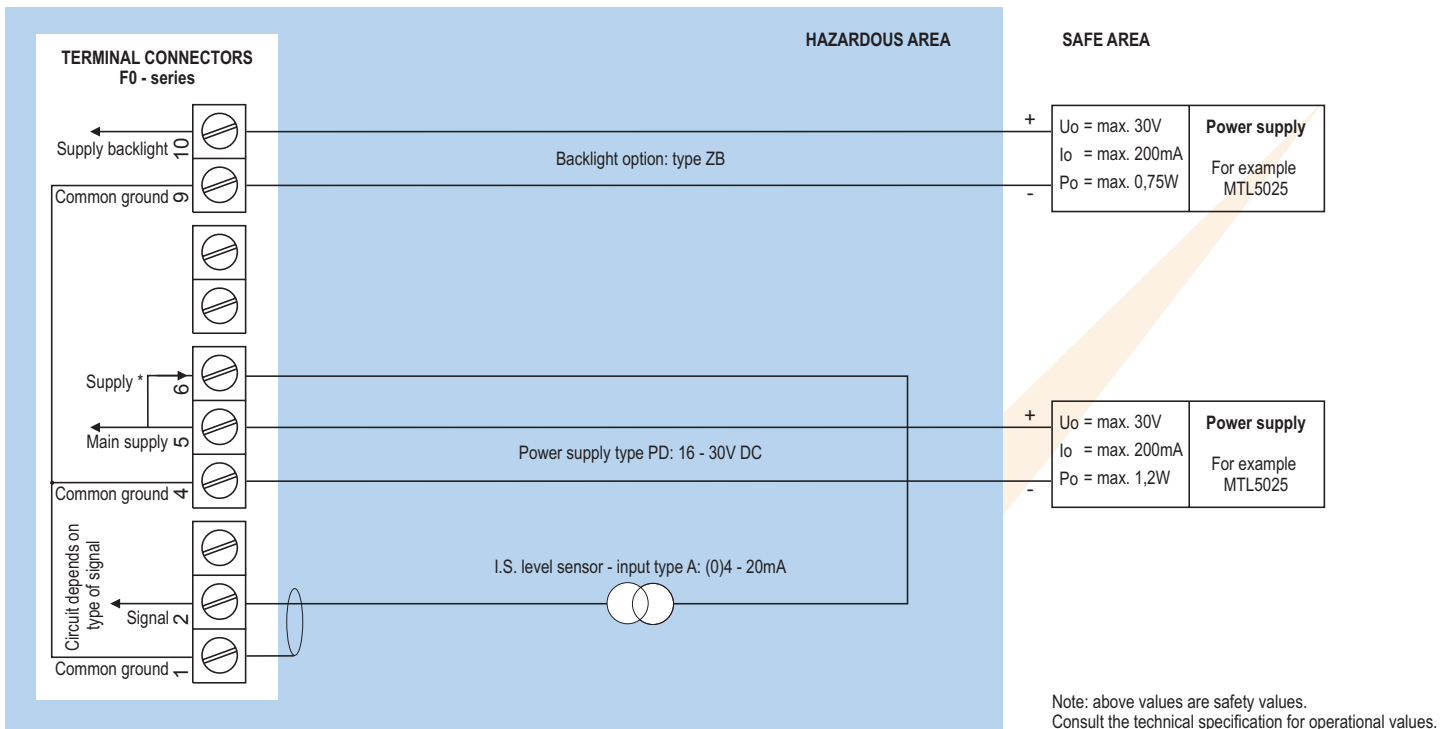 HAZARDOUS AREA
SAFE AREA
TERMINAL CONNECTORS
F0 - series
Supply backlight
10
Common ground
9
Backlight option: type ZB
+
-
Uo = max. 30V
Io = max. 200mA
Po = max. 0,75W
Power supply
For example
MTL5025
Supply *
6
Main supply
5
Common ground
4
Power supply type PD: 16 - 30V DC
+
-
Uo = max. 30V
Io = max. 200mA
Po = max. 1,2W
Power supply
For example
MTL5025
Circuit depends on
type of signal
Signal
2
Common ground
1
I.S. level sensor - input type A: (0)4 - 20mA
Note: above values are safety values.
Consult the technical specification for operational values.